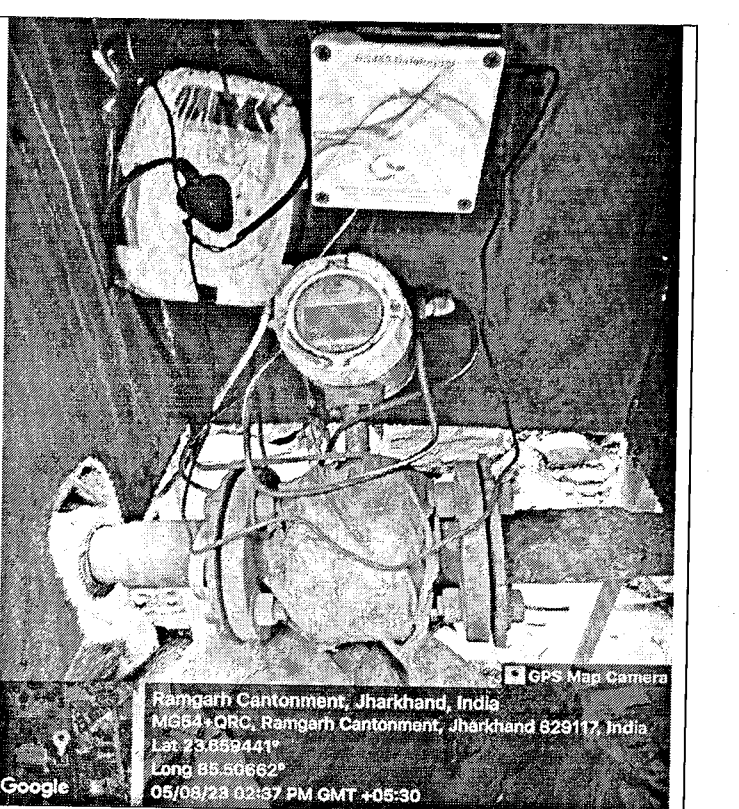 GPS Map Camera
Ramgarh Cantonment, Jharkhand, India
MG54+QRC, Ramgarh Cantonment, Jharkhand 829117, India
Lat 23.659441°
Long 85.50662°
05/08/23 02:37 PM GMT +05:30
Google